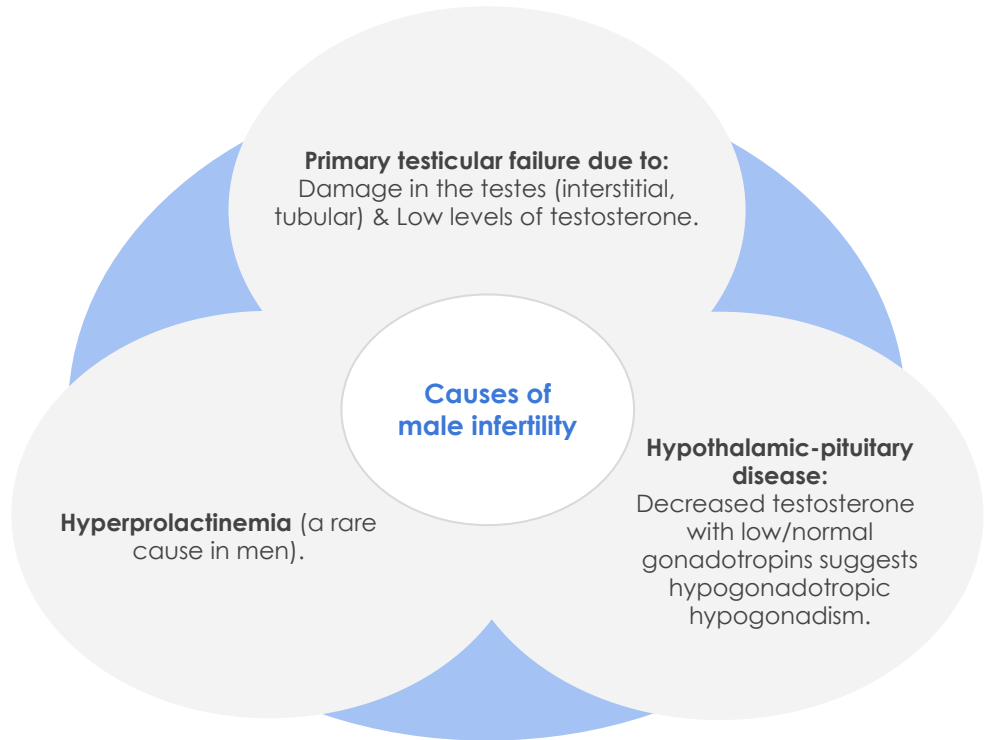 Primary testicular failure due to:
Damage in the testes (interstitial,
tubular) & Low levels of testosterone.
Causes of
male infertility
Hyperprolactinemia (a rare
cause in men).
Hypothalamic-pituitary
disease:
Decreased testosterone
with low/normal
gonadotropins suggests
hypogonadotropic
hypogonadism.